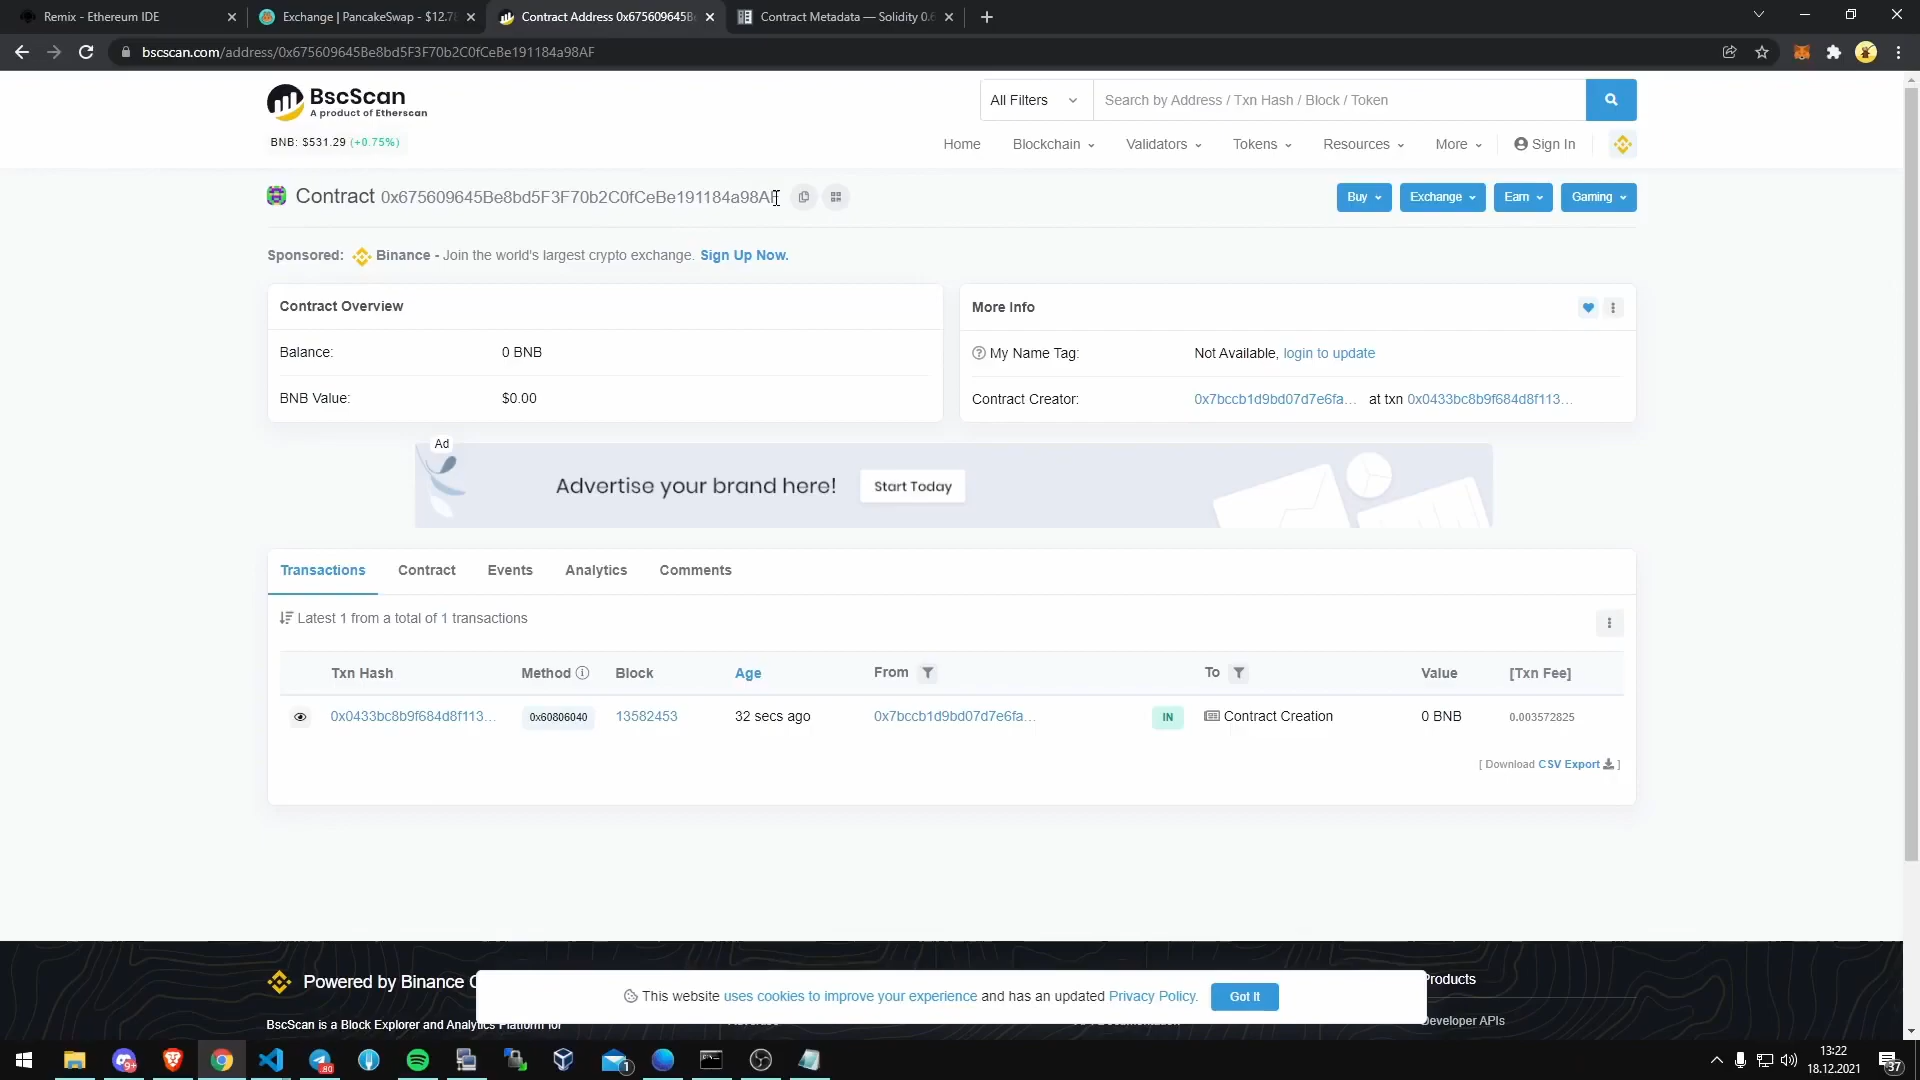 Remix - Ethereum IDE
Exchange | PancakeSwap - $12.78
Contract Address 0x675609645B
Contract Metadata — Solidity 0.6
bscscan.com/address/0x675609645Be8bd5F3F70b2C0fCeBe191184a98AF
BscScan
A product of Etherscan
All Filters
Search by Address / Txn Hash / Block / Token
BNB: $531.29 (+0.75%)
Home
Blockchain
Validators
Tokens
Resources
More
Sign In
Contract 0x675609645Be8bd5F3F70b2C0fCeBe191184a98AF
Buy
Exchange
Earn
Gaming
Sponsored: Binance - Join the world's largest crypto exchange. Sign Up Now.
Contract Overview
More Info
Balance: 0 BNB
My Name Tag: Not Available, login to update
BNB Value: $0.00
Contract Creator: 0x7bccb1d9bd07d7e6fa... at txn 0x0433bc8b9f684d8f113...
Ad
Advertise your brand here!
Start Today
Transactions
Contract
Events
Analytics
Comments
Latest 1 from a total of 1 transactions
Txn Hash Method Block Age From To Value [Txn Fee]
0x0433bc8b9f684d8f113... 0x60806040 13582453 32 secs ago 0x7bccb1d9bd07d7e6fa... IN Contract Creation 0 BNB 0.003572825
[ Download CSV Export ]
Powered by Binance
Products
This website uses cookies to improve your experience and has an updated Privacy Policy.
Got It
BscScan is a Block Explorer and Analytics Platform for
Developer APIs
9+
80
1
13:22
18.12.2021
37